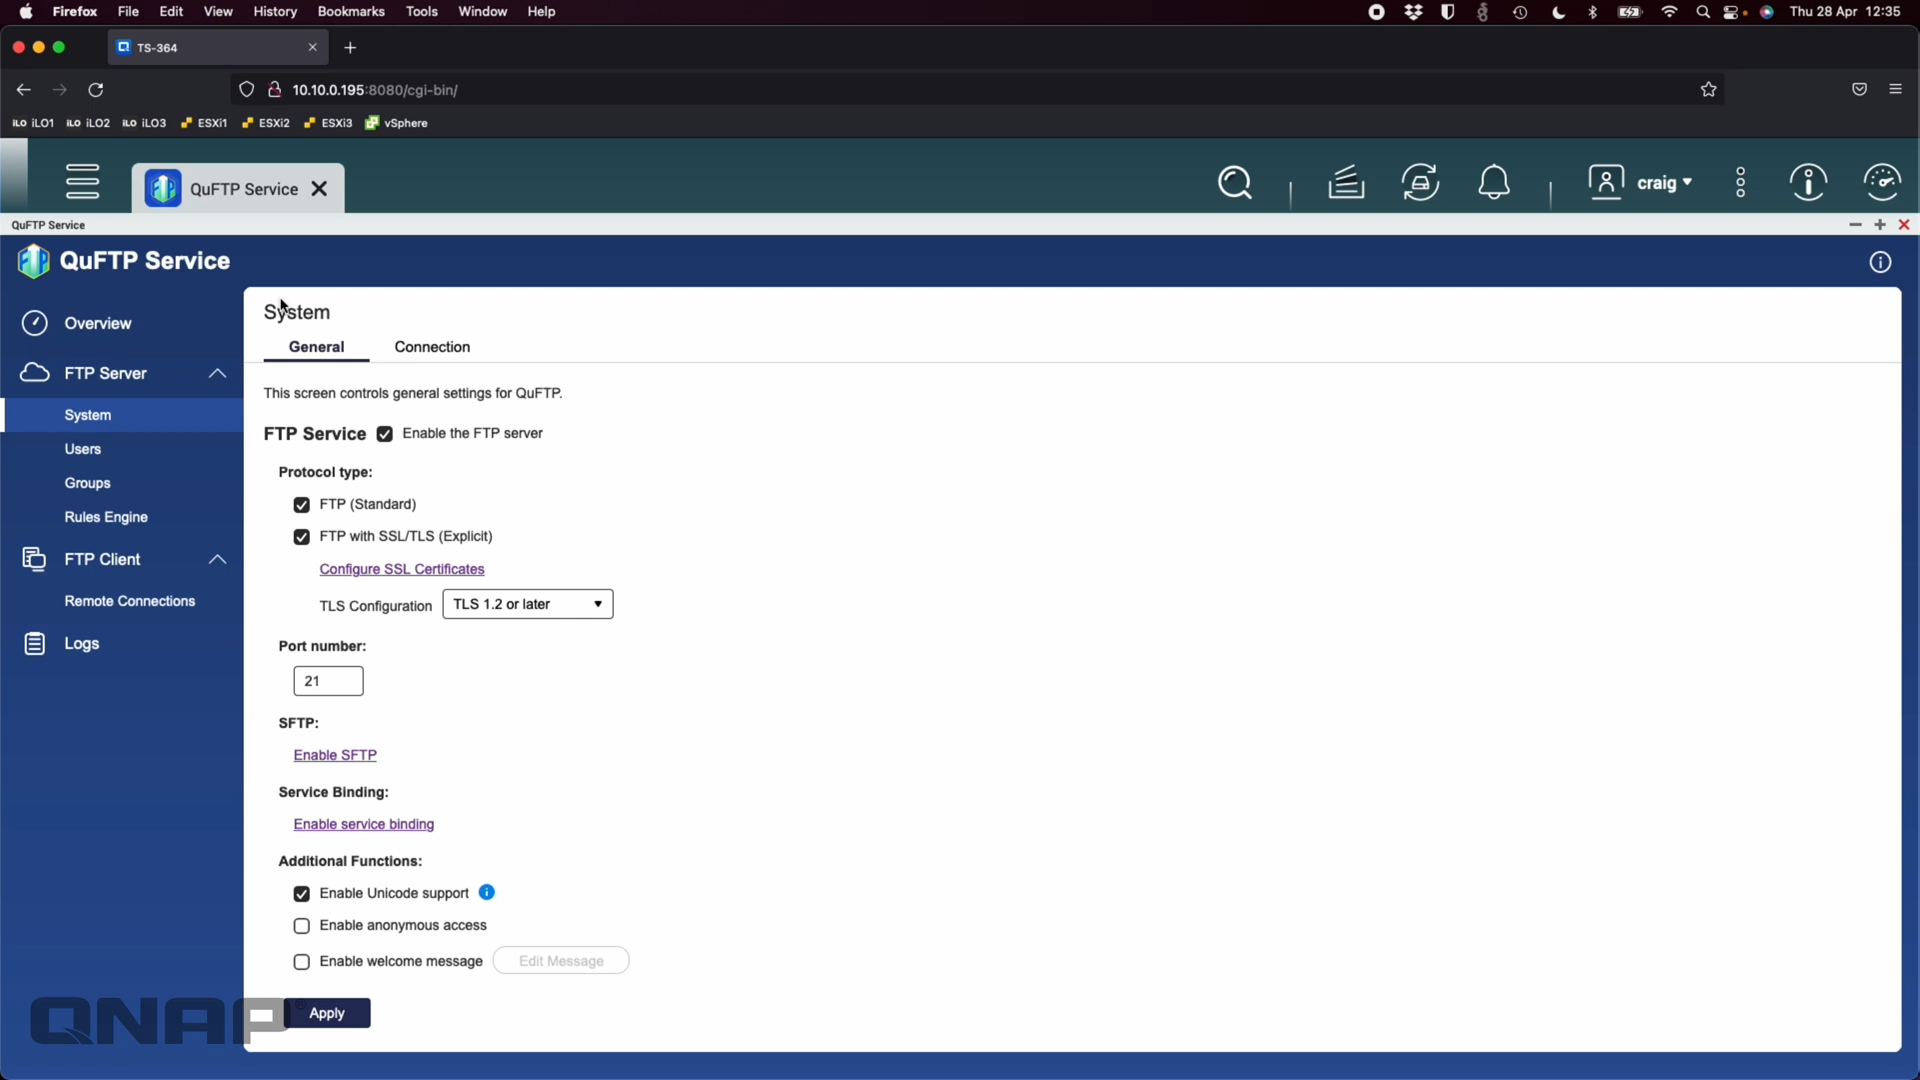 Firefox File Edit View History Bookmarks Tools Window Help
Thu 28 Apr 12:35
TS-364
10.10.0.195:8080/cgi-bin/
iLO iLO1 iLO iLO2 iLO iLO3 ESXi1 ESXi2 ESXi3 vSphere
QuFTP Service
craig
QuFTP Service
QuFTP Service
Overview
FTP Server
System
Users
Groups
Rules Engine
FTP Client
Remote Connections
Logs
System
General Connection
This screen controls general settings for QuFTP.
FTP Service Enable the FTP server
Protocol type:
FTP (Standard)
FTP with SSL/TLS (Explicit)
Configure SSL Certificates
TLS Configuration TLS 1.2 or later
Port number:
21
SFTP:
Enable SFTP
Service Binding:
Enable service binding
Additional Functions:
Enable Unicode support
Enable anonymous access
Enable welcome message Edit Message
Apply
QNAP